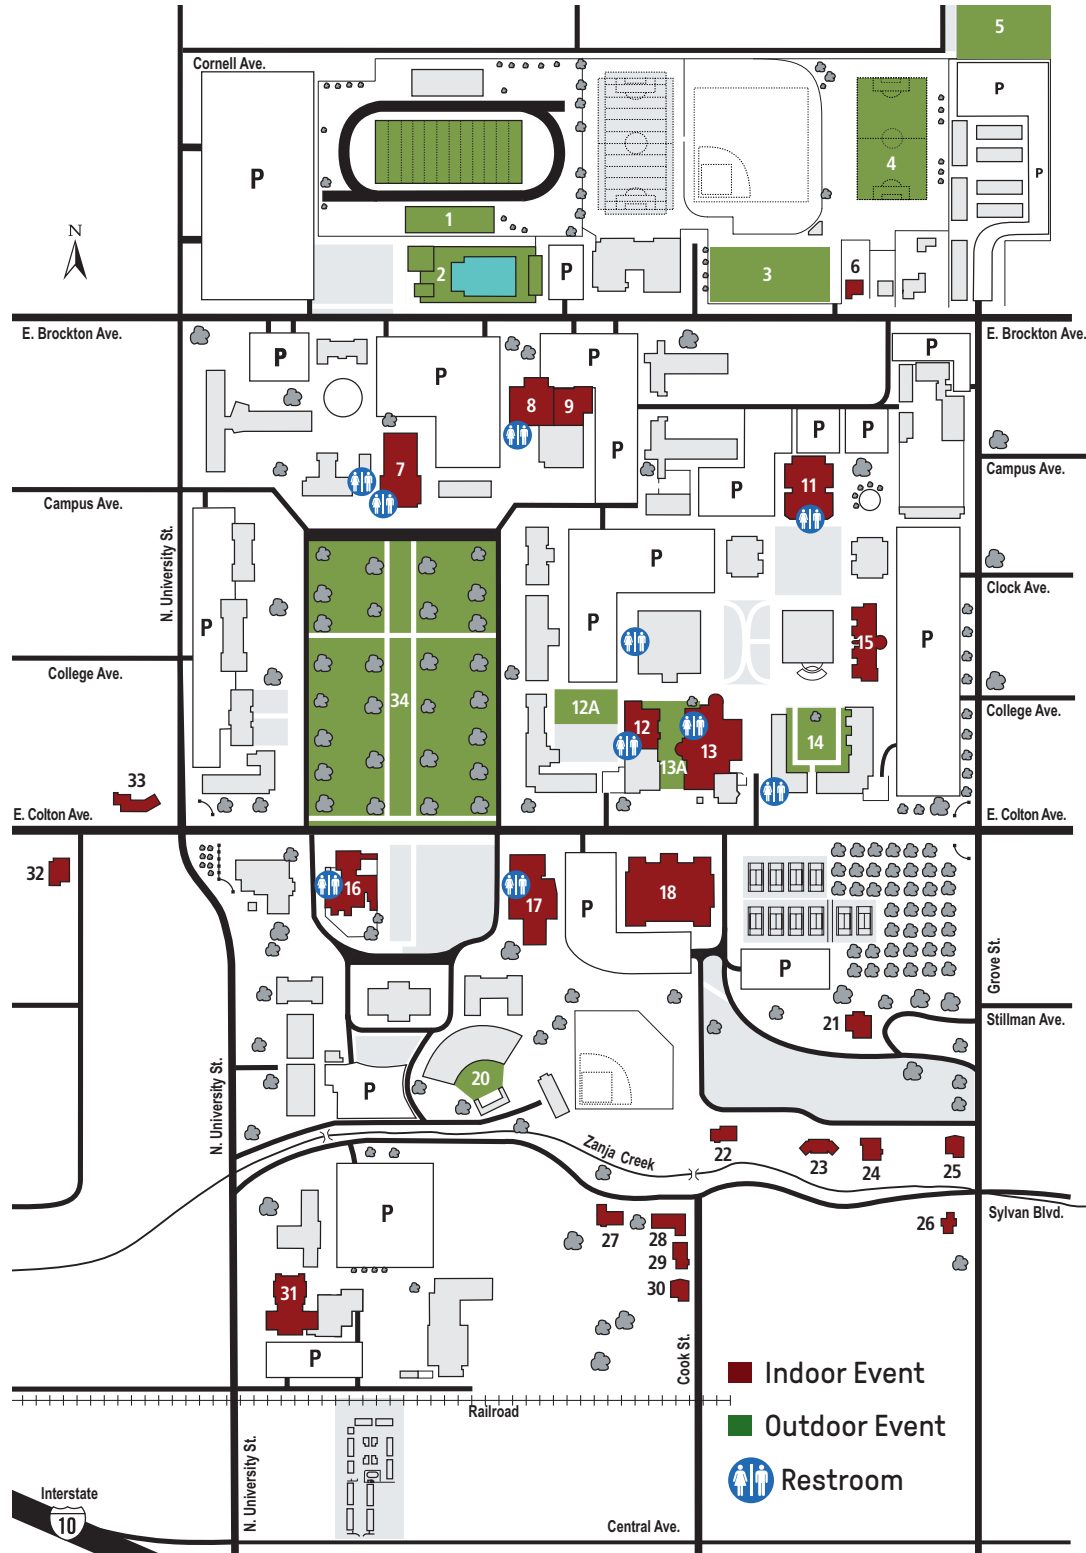 5
Cornell Ave.
P
P
4
P
1
N
2
P
3
6
E. Brockton Ave.
E. Brockton Ave.
P
P
P
P
8
9
P
P
P
7
11
P
Campus Ave.
Campus Ave.
N. University St.
P
P
Clock Ave.
P
P
15
College Ave.
34
12A
12
13
13A
14
College Ave.
33
E. Colton Ave.
E. Colton Ave.
32
16
17
P
18
P
Grove St.
21
Stillman Ave.
N. University St.
P
20
Zanja Creek
22
23
24
25
P
27
28
26
Sylvan Blvd.
29
30
31
P
Cook St.
Indoor Event
Railroad
Outdoor Event
Restroom
N. University St.
Interstate
10
Central Ave.